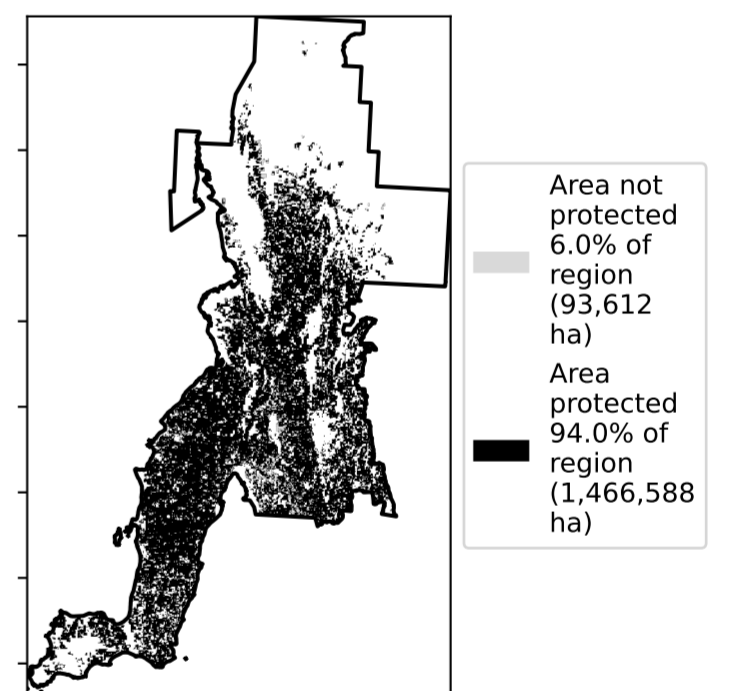 Area not
protected
6.0% of
region
(93,612
ha)
Area
protected
94.0% of
region
(1,466,588
ha)